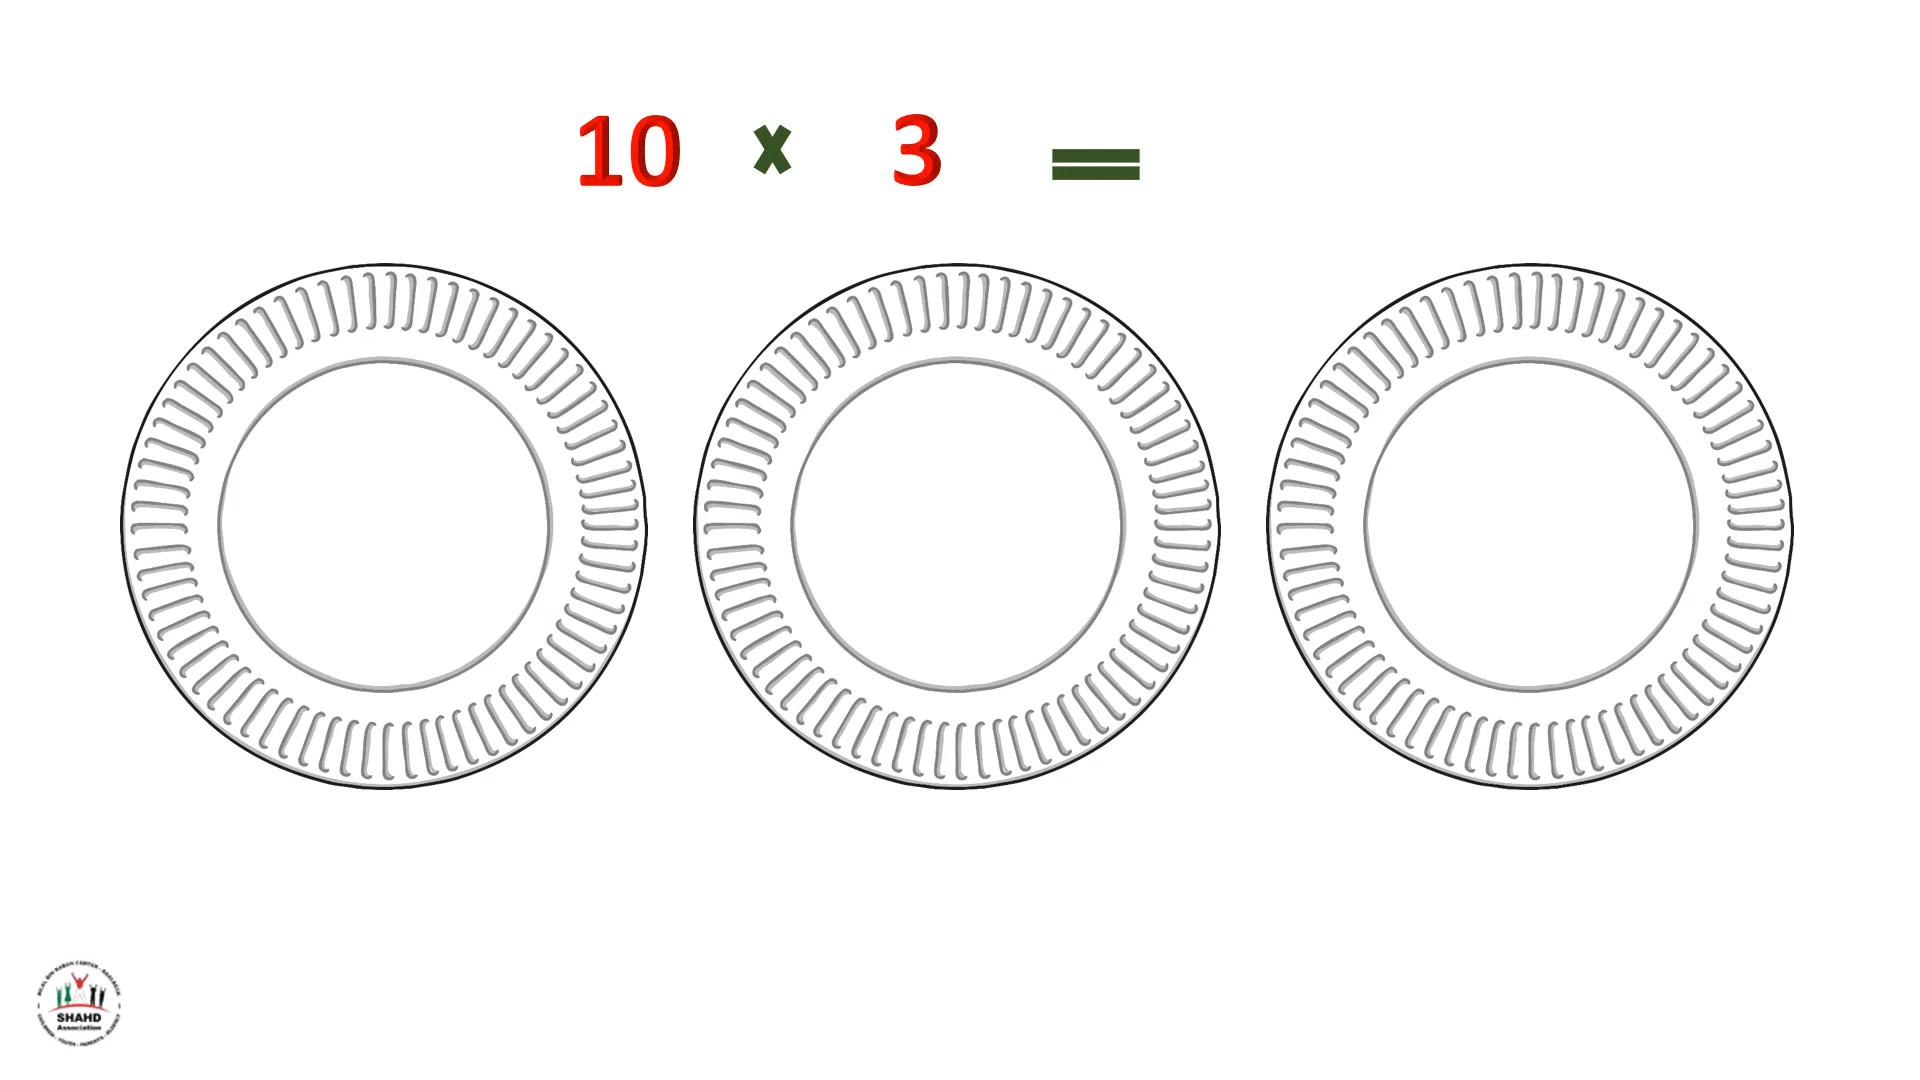 10 × 3 =
SHAHD
Association